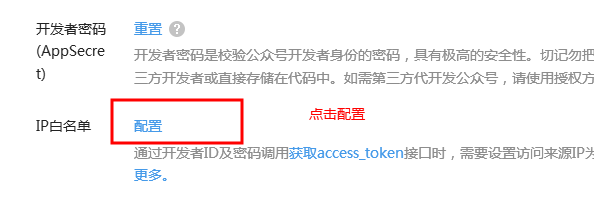 开发者密码 重置
(AppSecre
t)
开发者密码是校验公众号开发者身份的密码，具有极高的安全性。切记勿把
三方开发者或直接存储在代码中。如需第三方代开发公众号，请使用授权方
IP白名单 配置 点击配置
通过开发者ID及密码调用获取access_token接口时，需要设置访问来源IP为
更多。